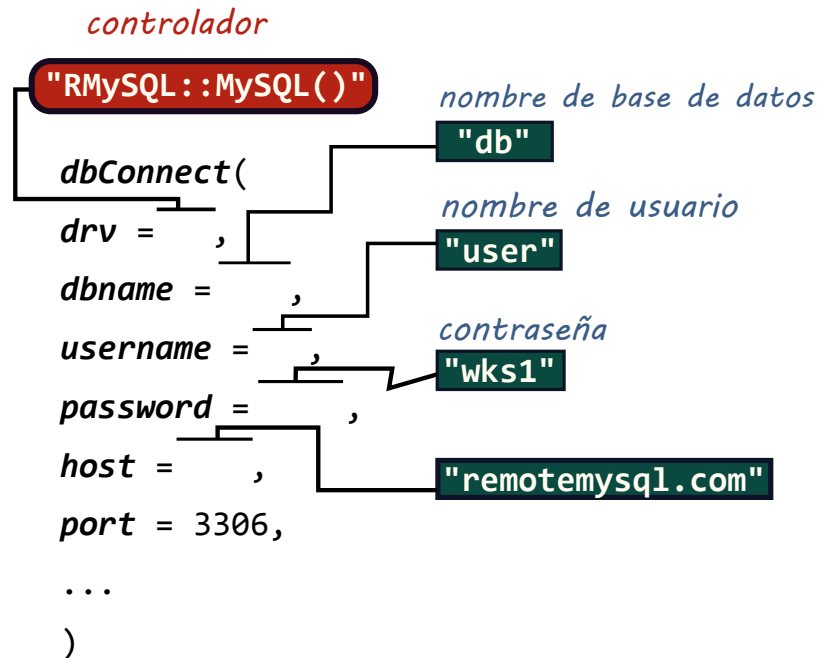 controlador
"RMySQL::MySQL()"
nombre de base de datos
"db"
dbConnect(
nombre de usuario
drv = ,
"user"
dbname = ,
contraseña
username = ,
"wks1"
password = ,
host = ,
"remotemysql.com"
port = 3306,
...
)